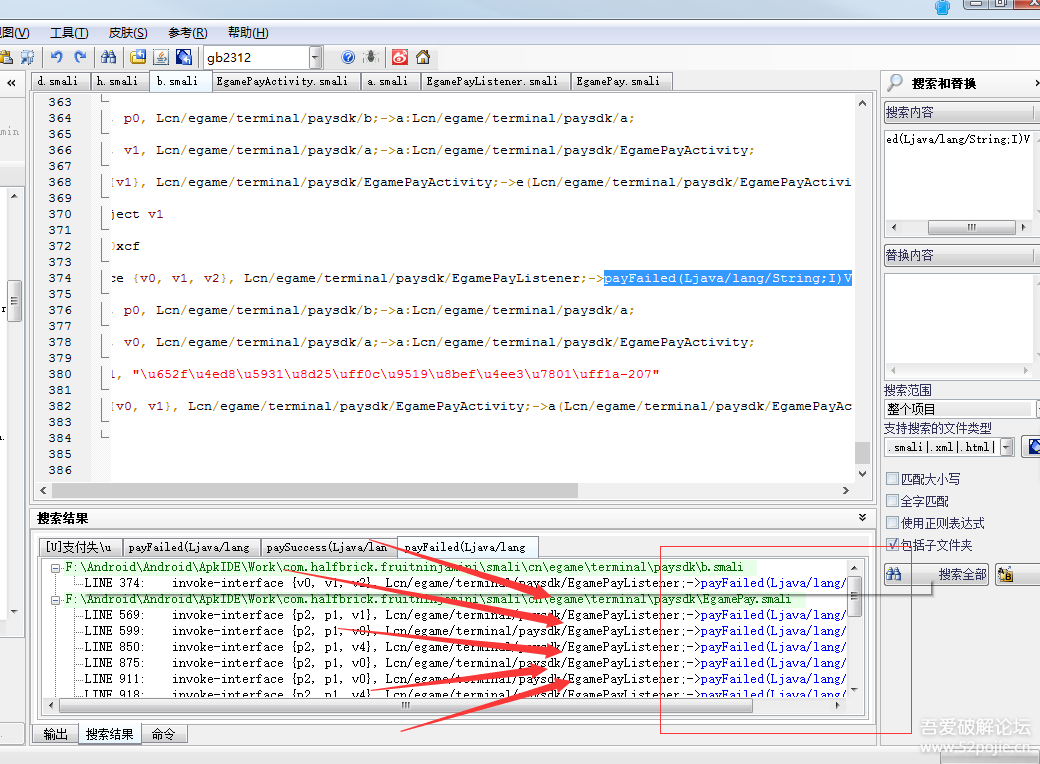 图(V) 工具(T) 皮肤(S) 参考(R) 帮助(H)
gb2312
d.smali h.smali b.smali EgamePayActivity.smali a.smali EgamePayListener.smali EgamePay.smali
363
364 p0, Lcn/egame/terminal/paysdk/b;->a:Lcn/egame/terminal/paysdk/a;
365
366 v1, Lcn/egame/terminal/paysdk/a;->a:Lcn/egame/terminal/paysdk/EgamePayActivity;
367
368 {v1}, Lcn/egame/terminal/paysdk/EgamePayActivity;->e(Lcn/egame/terminal/paysdk/EgamePayActivi
369
370 ject v1
371
372 0xcf
373
374 ce {v0, v1, v2}, Lcn/egame/terminal/paysdk/EgamePayListener;->payFailed(Ljava/lang/String;I)V
375
376 p0, Lcn/egame/terminal/paysdk/b;->a:Lcn/egame/terminal/paysdk/a;
377
378 v0, Lcn/egame/terminal/paysdk/a;->a:Lcn/egame/terminal/paysdk/EgamePayActivity;
379
380 1, "\u652f\u4ed8\u5931\u8d25\uff0c\u9519\u8bef\u4ee3\u7801\uff1a-207"
381
382 {v0, v1}, Lcn/egame/terminal/paysdk/EgamePayActivity;->a(Lcn/egame/terminal/paysdk/EgamePayAc
383
384
385
386
搜索和替换
搜索内容
ed(Ljava/lang/String;I)V
替换内容
搜索范围
整个项目
支持搜索的文件类型
.smali|.xml|.html|
匹配大小写
全字匹配
使用正则表达式
包括子文件夹
搜索全部
搜索结果
[U]支付失\u payFailed(Ljava/lang paySuccess(Ljava/lan payFailed(Ljava/lang
F:\Android\Android\ApkIDE\Work\com.halfbrick.fruitninjamini\smali\cn\egame\terminal\paysdk\b.smali
LINE 374: invoke-interface {v0, v1, v2}, Lcn/egame/terminal/paysdk/EgamePayListener;->payFailed(Ljava/lang/
F:\Android\Android\ApkIDE\Work\com.halfbrick.fruitninjamini\smali\cn\egame\terminal\paysdk\EgamePay.smali
LINE 569: invoke-interface {p2, p1, v1}, Lcn/egame/terminal/paysdk/EgamePayListener;->payFailed(Ljava/lang/
LINE 599: invoke-interface {p2, p1, v0}, Lcn/egame/terminal/paysdk/EgamePayListener;->payFailed(Ljava/lang/
LINE 850: invoke-interface {p2, p1, v4}, Lcn/egame/terminal/paysdk/EgamePayListener;->payFailed(Ljava/lang/
LINE 875: invoke-interface {p2, p1, v0}, Lcn/egame/terminal/paysdk/EgamePayListener;->payFailed(Ljava/lang/
LINE 911: invoke-interface {p2, p1, v0}, Lcn/egame/terminal/paysdk/EgamePayListener;->payFailed(Ljava/lang/
LINE 918: invoke-interface {p2, p1, v4}, Lcn/egame/terminal/paysdk/EgamePayListener;->payFailed(Ljava/lang/
输出 搜索结果 命令
吾爱破解论坛
www.52pojie.cn